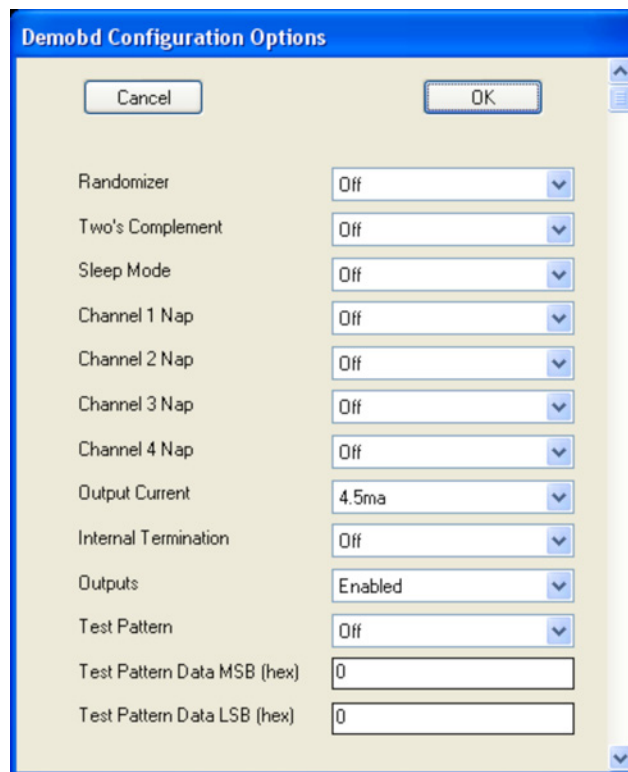 Demobd Configuration Options
Cancel OK
Randomizer Off
Two's Complement Off
Sleep Mode Off
Channel 1 Nap Off
Channel 2 Nap Off
Channel 3 Nap Off
Channel 4 Nap Off
Output Current 4.5ma
Internal Termination Off
Outputs Enabled
Test Pattern Off
Test Pattern Data MSB (hex) 0
Test Pattern Data LSB (hex) 0